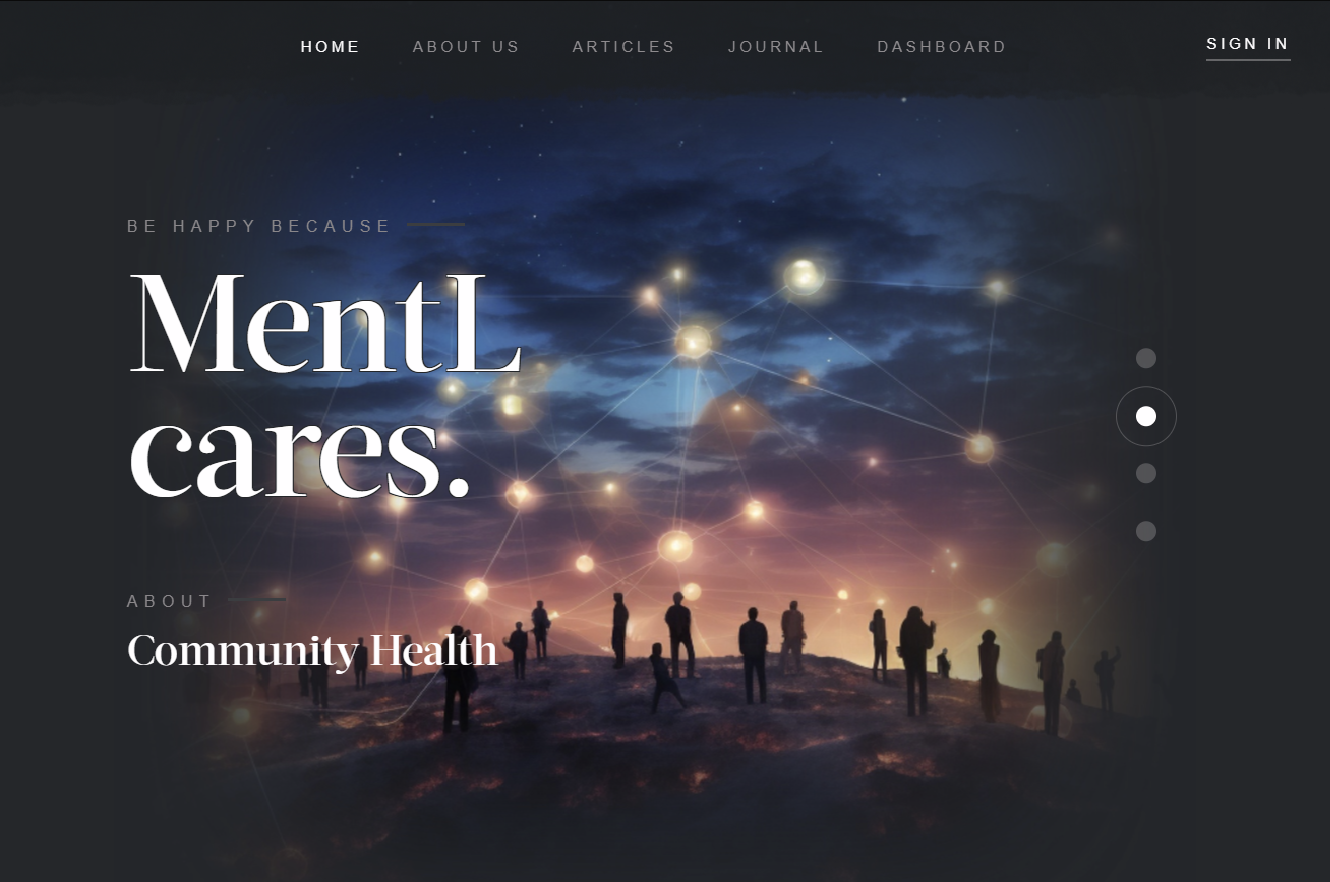 HOME ABOUT US ARTICLES JOURNAL DASHBOARD SIGN IN
BE HAPPY BECAUSE
MentL
cares.
ABOUT
Community Health